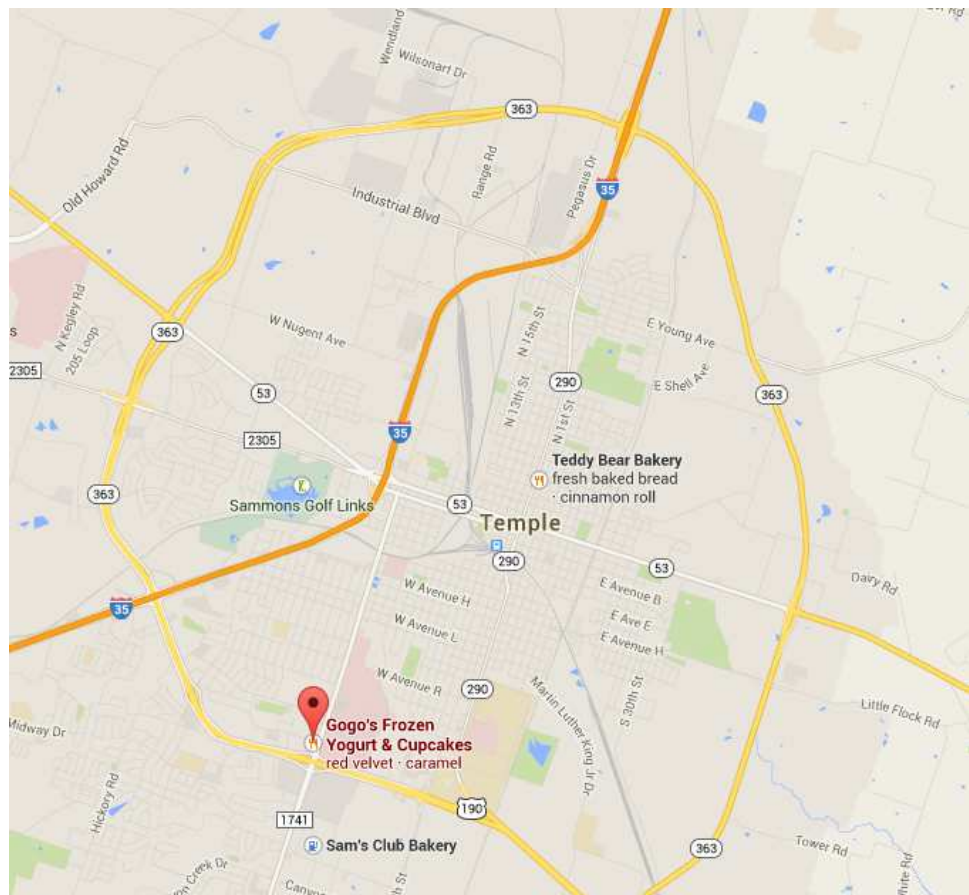 Wendland
Wilsonart Dr
363
Old Howard Rd
Range Rd
Pegasus Dr
35
Industrial Blvd
N Kegley Rd
205 Loop
s
2305
363
W Nugent Ave
N 15th St
E Young Ave
290
E Shell Ave
N 13th St
N 1st St
363
53
2305
35
Teddy Bear Bakery
fresh baked bread
· cinnamon roll
363
Sammons Golf Links
53
Temple
290
53
Dairy Rd
35
W Avenue H
E Avenue B
E Ave E
W Avenue L
E Avenue H
W Avenue R
290
Martin Luther King Jr Dr
S 30th St
Little Flock Rd
Midway Dr
Gogo's Frozen
Yogurt & Cupcakes
red velvet · caramel
Hickory Rd
190
1741
Sam's Club Bakery
363
Tower Rd